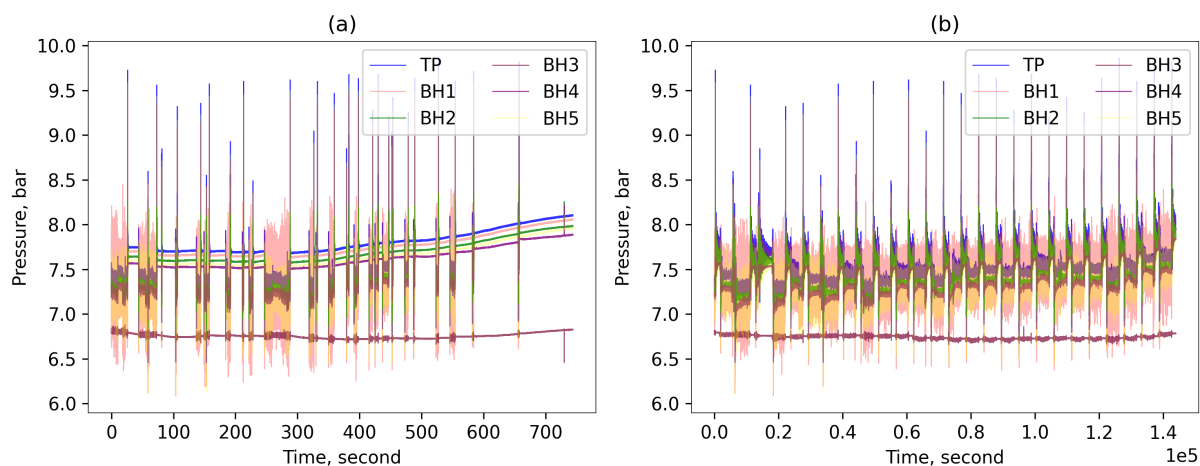 (a)
Pressure, bar
10.0
9.5
9.0
8.5
8.0
7.5
7.0
6.5
6.0
TP
BH1
BH2
BH3
BH4
BH5
0 100 200 300 400 500 600 700
Time, second
(b)
Pressure, bar
10.0
9.5
9.0
8.5
8.0
7.5
7.0
6.5
6.0
TP
BH1
BH2
BH3
BH4
BH5
0.0 0.2 0.4 0.6 0.8 1.0 1.2 1.4
1e5
Time, second